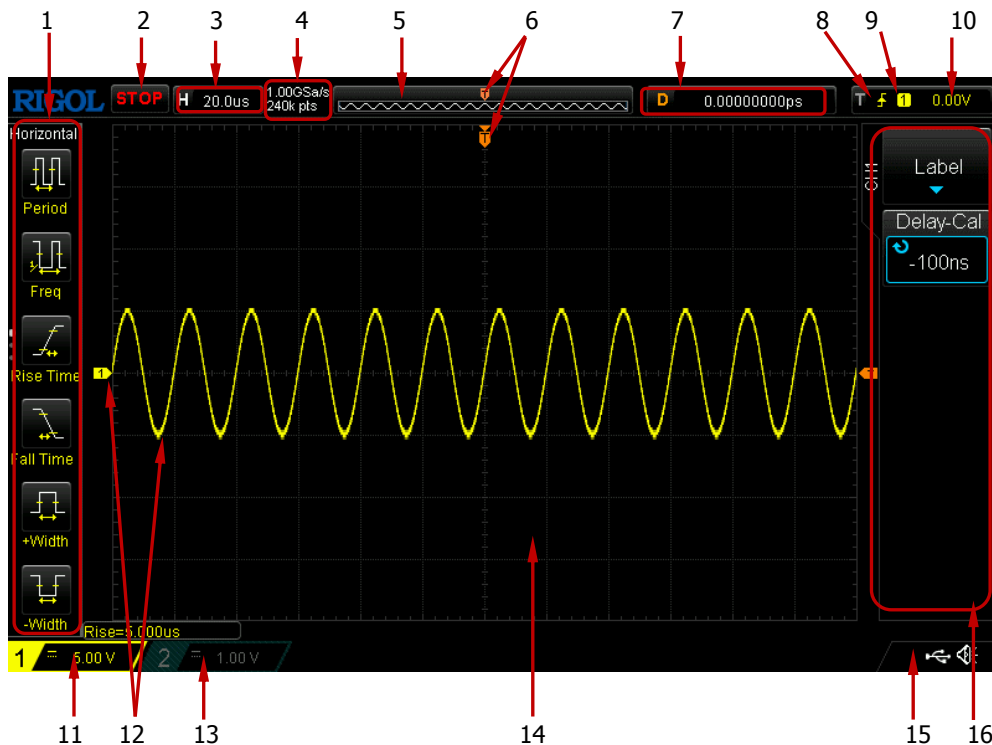 1 2 3 4 5 6 7 8 9 10
RIGOL STOP H 20.0us 1.00GSa/s D 0.00000000ps T 1 0.00V
240k pts
T
T
Horizontal
Period
Freq
Rise Time
Fall Time
+Width
-Width
1
T
CH1
Label
Delay-Cal
-100ns
Rise=5.000us
1 5.00 V 2 1.00 V
11 12 13 14 15 16